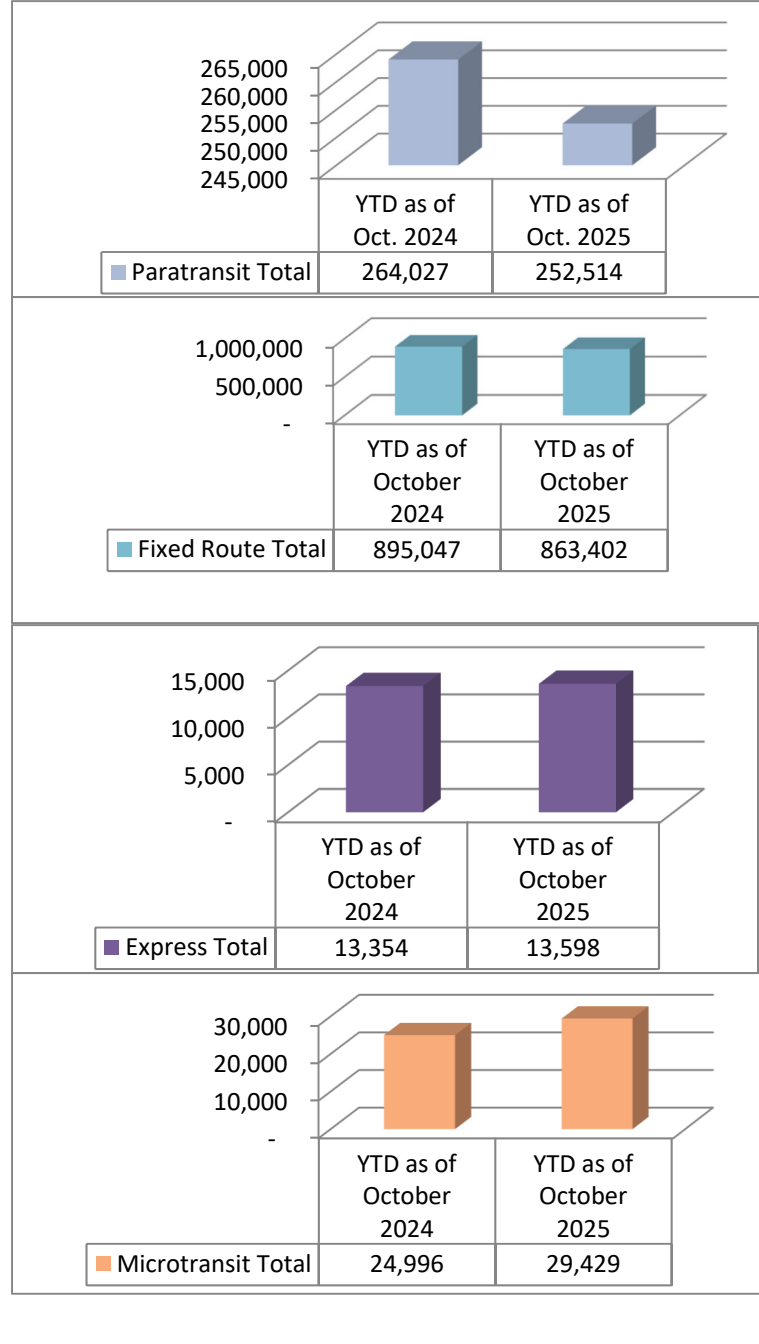 265,000
260,000
255,000
250,000
245,000
YTD as of YTD as of
Oct. 2024 Oct. 2025
Paratransit Total 264,027 252,514
1,000,000
500,000
-
YTD as of YTD as of
October October
2024 2025
Fixed Route Total 895,047 863,402
15,000
10,000
5,000
-
YTD as of YTD as of
October October
2024 2025
Express Total 13,354 13,598
30,000
20,000
10,000
-
YTD as of YTD as of
October October
2024 2025
Microtransit Total 24,996 29,429